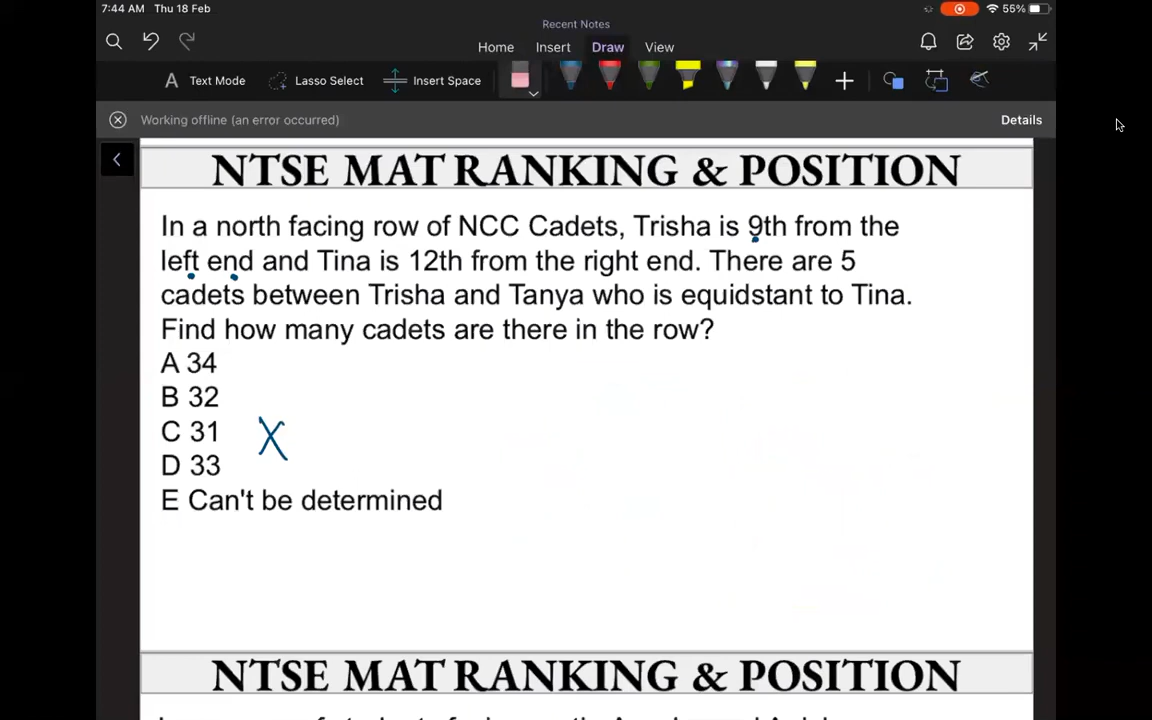 7:44 AM Thu 18 Feb
55%
Recent Notes
Home Insert Draw View
Text Mode Lasso Select Insert Space
Working offline (an error occurred) Details
NTSE MAT RANKING & POSITION
In a north facing row of NCC Cadets, Trisha is 9th from the
left end and Tina is 12th from the right end. There are 5
cadets between Trisha and Tanya who is equidstant to Tina.
Find how many cadets are there in the row?
A 34
B 32
C 31
X
D 33
E Can't be determined
NTSE MAT RANKING & POSITION